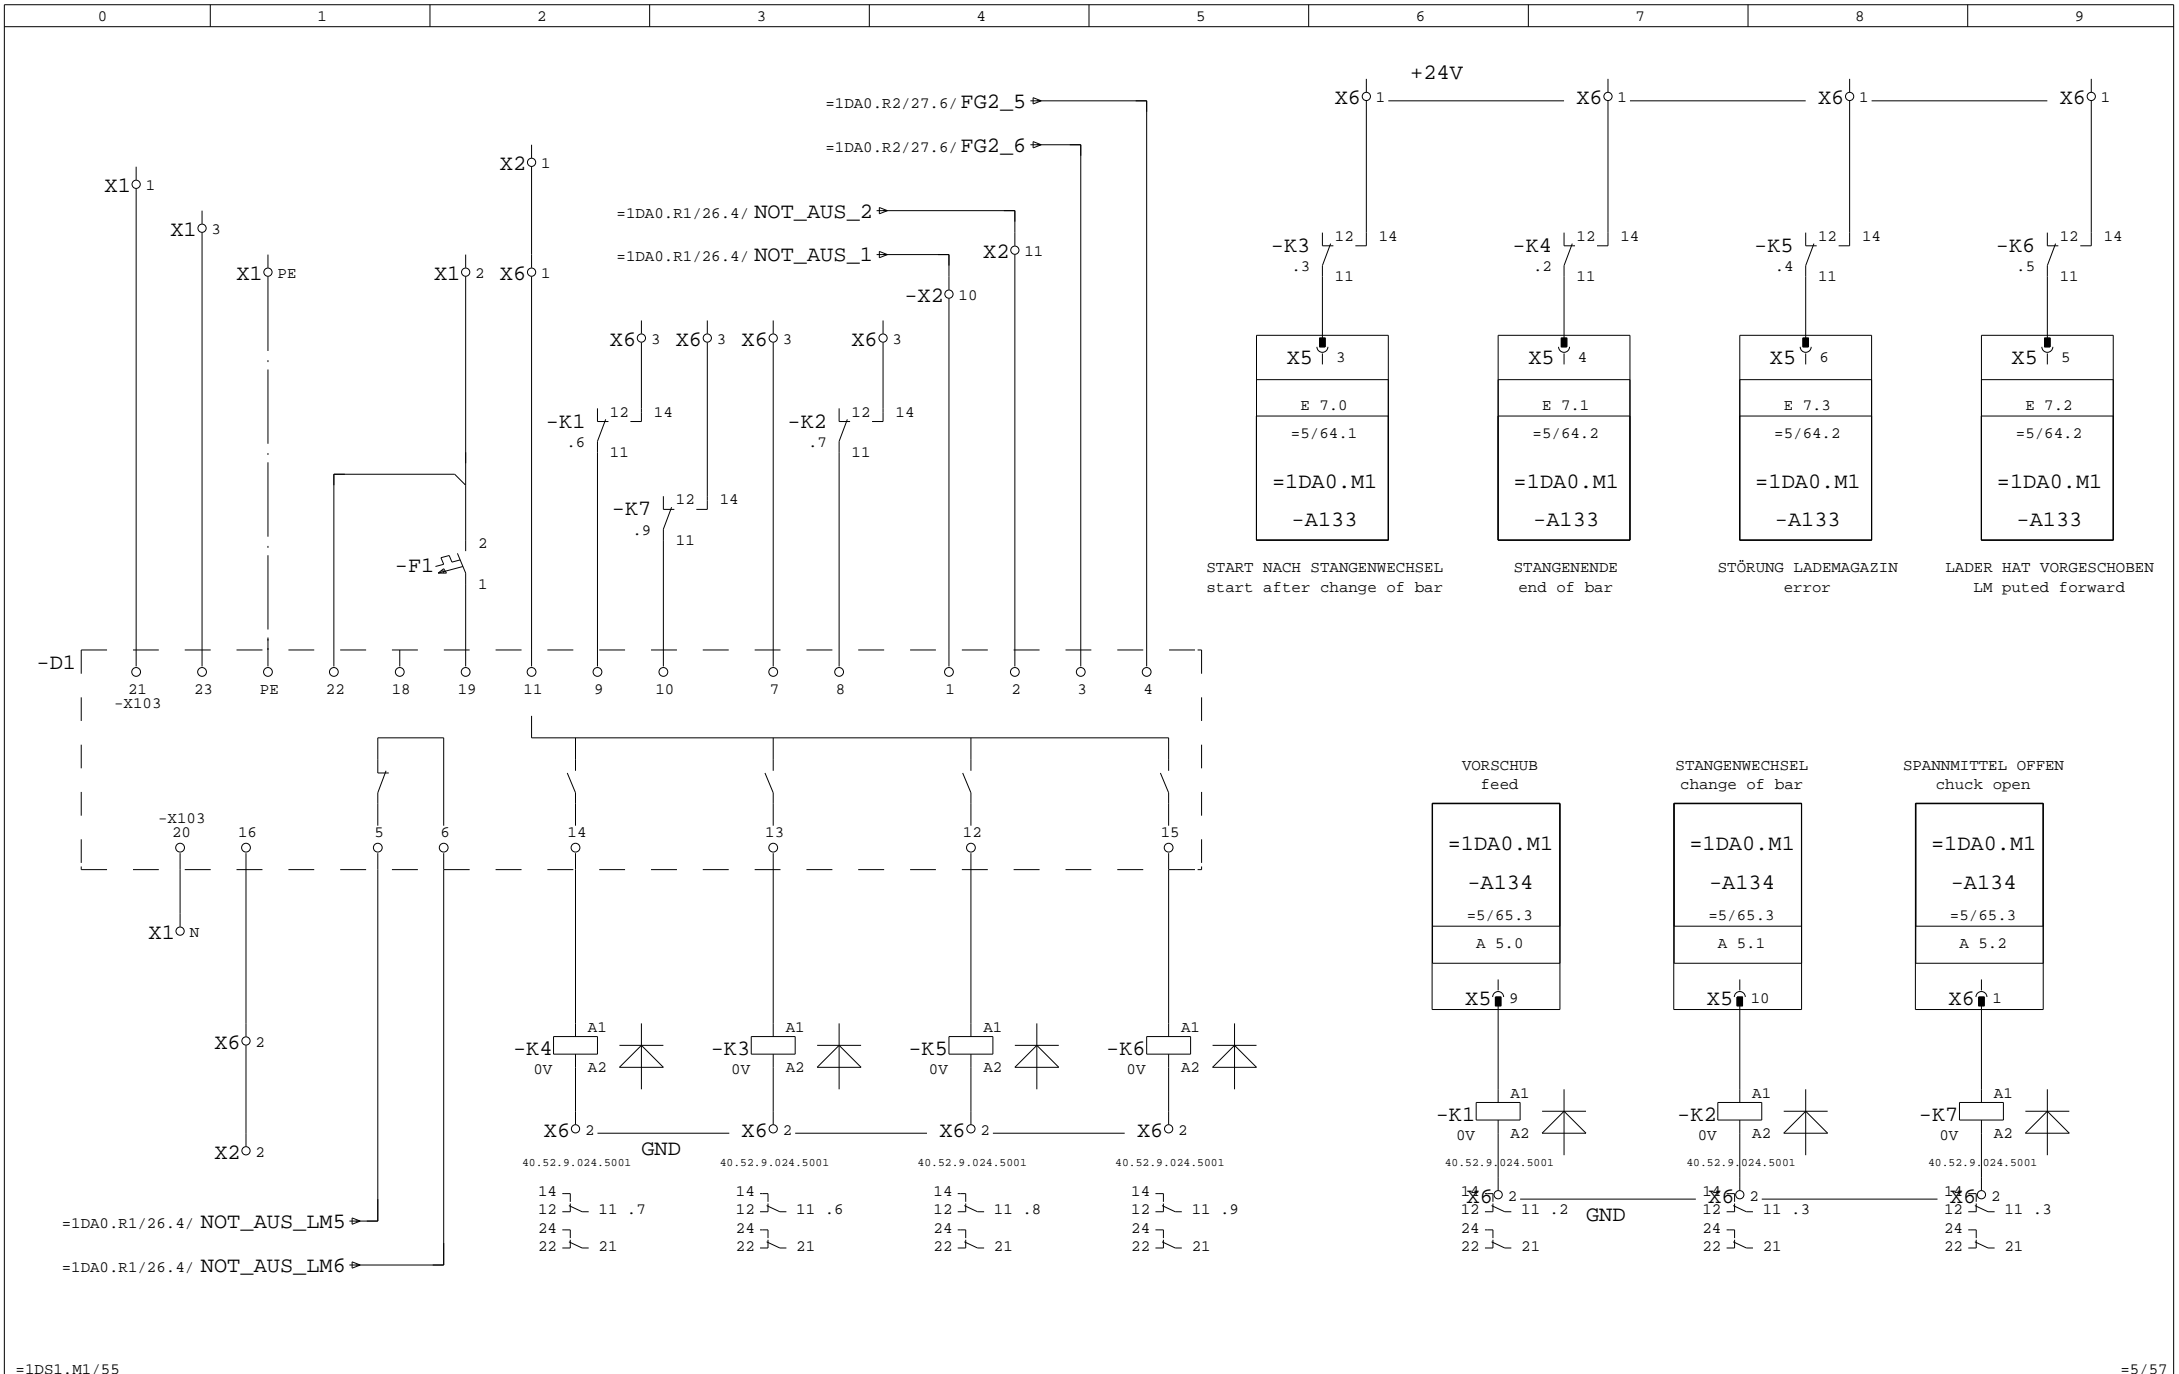 0 1 2 3 4 5 6 7 8 9
+24V
=1DA0.R2/27.6/ FG2_5
X6 1 X6 1 X6 1 X6 1
=1DA0.R2/27.6/ FG2_6
X2 1
X1 1
=1DA0.R1/26.4/ NOT_AUS_2
X1 3
-K3 12 14 -K4 12 14 -K5 12 14 -K6 12 14
=1DA0.R1/26.4/ NOT_AUS_1 X2 11
.3 11 .2 11 .4 11 .5 11
X1 PE X1 2 X6 1
-X2 10
X6 3 X6 3 X6 3 X6 3
X5 3 X5 4 X5 6 X5 5
E 7.0 E 7.1 E 7.3 E 7.2
-K1 12 14 -K2 12 14
.6 11 .7 11
=5/64.1 =5/64.2 =5/64.2 =5/64.2
=1DA0.M1 =1DA0.M1 =1DA0.M1 =1DA0.M1
-K7 12 14
.9 11
-A133 -A133 -A133 -A133
2
-F1
1
START NACH STANGENWECHSEL STANGENENDE STÖRUNG LADEMAGAZIN LADER HAT VORGESCHOBEN
start after change of bar end of bar error LM puted forward
-D1
21 23 PE 22 18 19 11 9 10 7 8 1 2 3 4
-X103
VORSCHUB STANGENWECHSEL SPANNMITTEL OFFEN
feed change of bar chuck open
-X103
20 16 5 6 14 13 12 15
=1DA0.M1 =1DA0.M1 =1DA0.M1
-A134 -A134 -A134
=5/65.3 =5/65.3 =5/65.3
X1 N
A 5.0 A 5.1 A 5.2
X5 9 X5 10 X6 1
X6 2
-K4 A1 -K3 A1 -K5 A1 -K6 A1
0V A2 0V A2 0V A2 0V A2
-K1 A1 -K2 A1 -K7 A1
0V A2 0V A2 0V A2
X6 2 X6 2 X6 2 X6 2
GND
X2 2
40.52.9.024.5001 40.52.9.024.5001 40.52.9.024.5001 40.52.9.024.5001 40.52.9.024.5001 40.52.9.024.5001 40.52.9.024.5001
14 14 14 14 14 X6 2 14 X6 2 14 X6 2
12 11 .7 12 11 .6 12 11 .8 12 11 .9 12 11 .2 12 11 .3 12 11 .3
GND
=1DA0.R1/26.4/ NOT_AUS_LM5
24 24 24 24 24 24 24
22 21 22 21 22 21 22 21 22 21 22 21 22 21
=1DA0.R1/26.4/ NOT_AUS_LM6
=1DS1.M1/55 =5/57